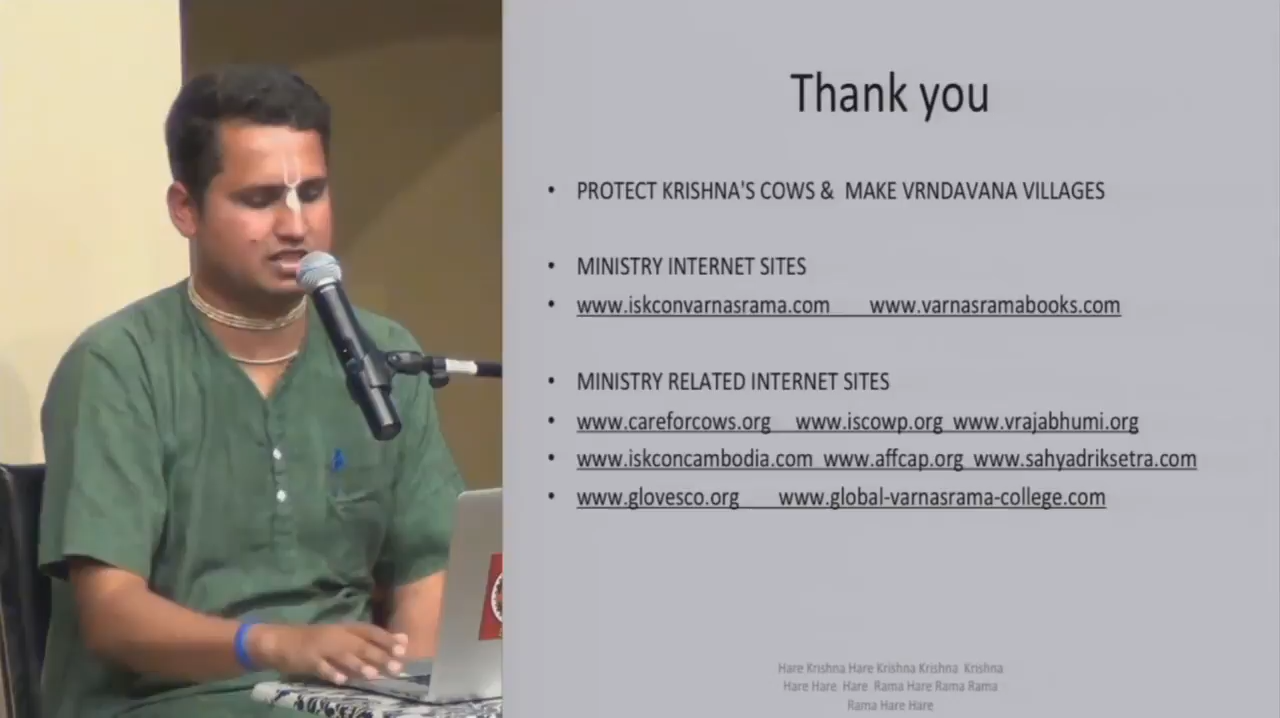 Thank you
• PROTECT KRISHNA'S COWS & MAKE VRNDAVANA VILLAGES
• MINISTRY INTERNET SITES
• www.iskconvarnasrama.com www.varnasramabooks.com
• MINISTRY RELATED INTERNET SITES
• www.careforcows.org www.iscowp.org www.vrajabhumi.org
• www.iskconcambodia.com www.affcap.org www.sahyadriksetra.com
• www.glovesco.org www.global-varnasrama-college.com
Hare Krishna Hare Krishna Krishna Krishna
Hare Hare Hare Rama Hare Rama Rama
Rama Hare Hare